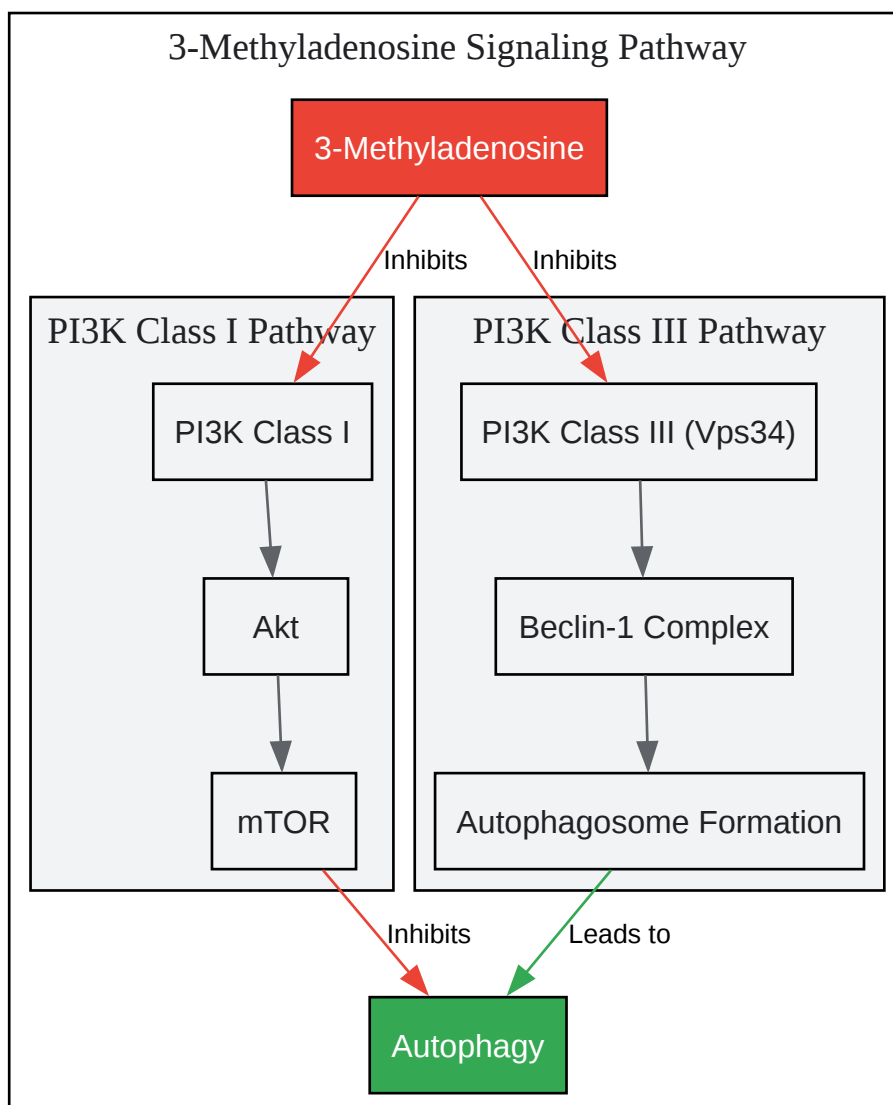 3-Methyladenosine Signaling Pathway
3-Methyladenosine
Inhibits
Inhibits
PI3K Class I Pathway
PI3K Class III Pathway
PI3K Class I
PI3K Class III (Vps34)
Akt
Beclin-1 Complex
mTOR
Autophagosome Formation
Inhibits
Leads to
Autophagy